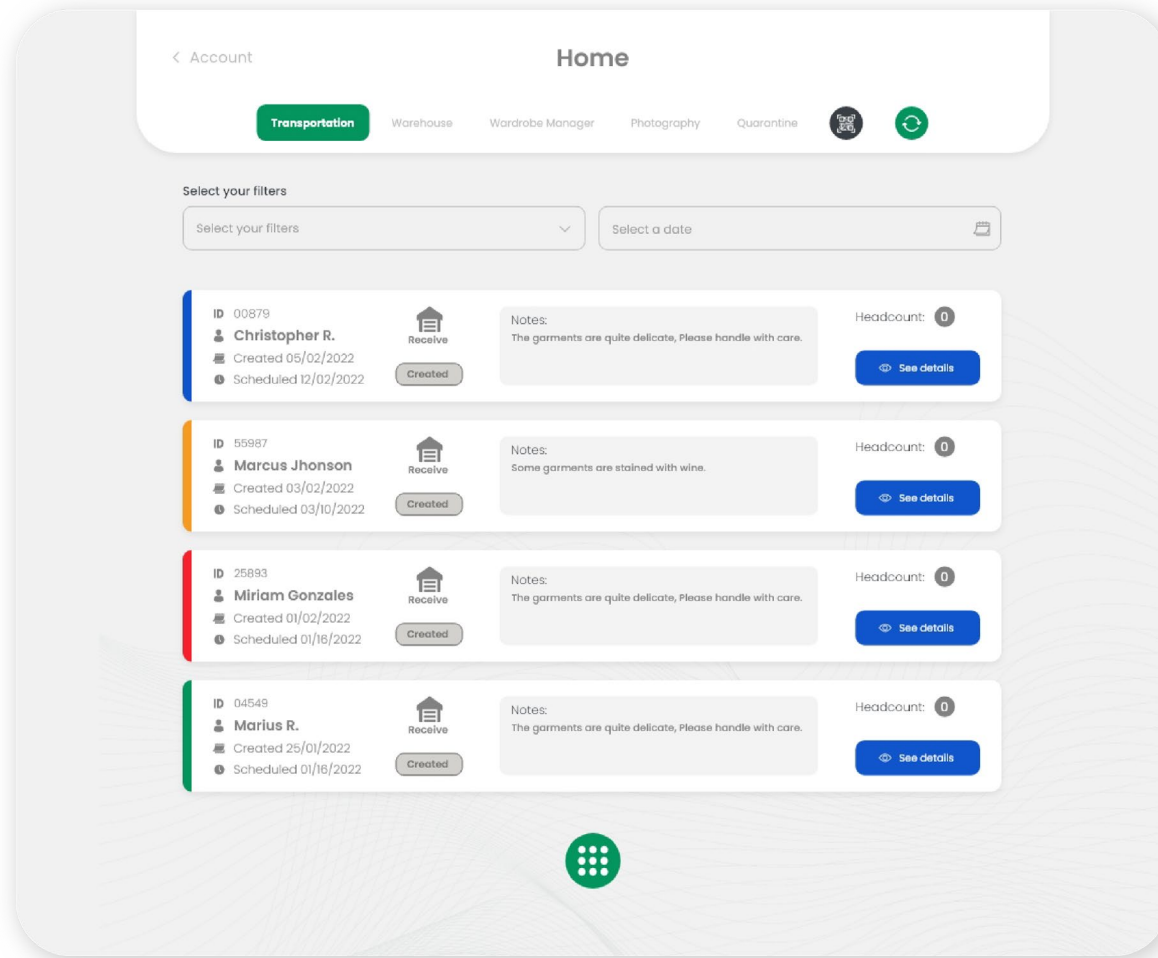 Account
Home
Transportation Warehouse Wardrobe Manager Photography Quarantine
Select your filters
Select your filters Select a date
ID 00879
Christopher R.
Created 05/02/2022
Scheduled 12/02/2022
Receive
Created
Notes:
The garments are quite delicate, Please handle with care.
Headcount: 0
See details
ID 55987
Marcus Jhonson
Created 03/02/2022
Scheduled 03/10/2022
Receive
Created
Notes:
Some garments are stained with wine.
Headcount: 0
See details
ID 25893
Miriam Gonzales
Created 01/02/2022
Scheduled 01/16/2022
Receive
Created
Notes:
The garments are quite delicate, Please handle with care.
Headcount: 0
See details
ID 04549
Marius R.
Created 25/01/2022
Scheduled 01/16/2022
Receive
Created
Notes:
The garments are quite delicate, Please handle with care.
Headcount: 0
See details